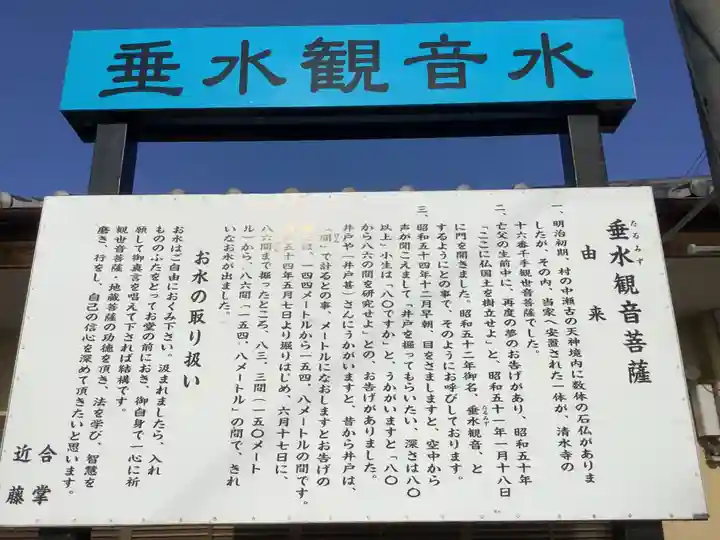 垂水観音水
垂水観音菩薩
たるみず
由来
一、明治初期、村の中瀬古の天神境内に数体の石仏がありま
したが、その内、当家へ安置された一体が、清水寺の
十六番千手観世音菩薩でした。
二、亡父の生前中に、再度の夢のお告げがあり、昭和五十年
「ここに仏国土を樹立せよ」と、昭和五十一年一月十八日
に門を開きました。昭和五十二年御名、垂水観音、と
たるみず
するようにとの事で、そのようにお呼びしております。
三、昭和五十四年十二月早朝、目をさましますと、空中から
声が聞こえまして「井戸を掘ってもらいたい、深さは八〇
以上」小生は「八〇ですか」と、うかがいますと「八〇
から八六の間を研究せよ」との、お告げがありました。
井戸や「井戸甚」さんにうかがいますと、昔から井戸は、
「間」で計るとの事、メートルになおしますとお告げの
は、一四四メートルから一五四.八メートルの間です。
五十四年五月七日より掘りはじめ、六月十七日に、
八六間まで掘ったところ、八三、三間(一五〇メート
ル)から、八六間「一五四.八メートル」の間で、きれ
いなお水が出ました。
お水の取り扱い
お水はご自由におくみ下さい。汲まれましたら、入れ
もののふたをとってお堂の前におき、御自身で一心に祈
願して御真言を唱えて下されば結構です。
観世音菩薩・地蔵菩薩の功徳を頂き、法を学び、智慧を
磨き、行をし、自己の信心を深めて頂きたいと思います。
合掌
近藤